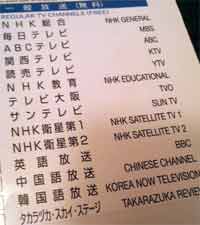 一般放送(無料)
REGULAR TV CHANNELS (FREE)
NHK総合 NHK GENERAL
毎日テレビ MBS
ABCテレビ ABC
関西テレビ KTV
読売テレビ YTV
NHK教育 NHK EDUCATIONAL
テレビ大阪 TVO
サンテレビ SUN TV
NHK衛星第1 NHK SATELLITE TV 1
NHK衛星第2 NHK SATELLITE TV 2
英語放送 BBC
中国語放送 CHINESE CHANNEL
韓国語放送 KOREA NOW TELEVISION
タカラヅカ・スカイ・ステージ TAKARAZUKA REVIEW